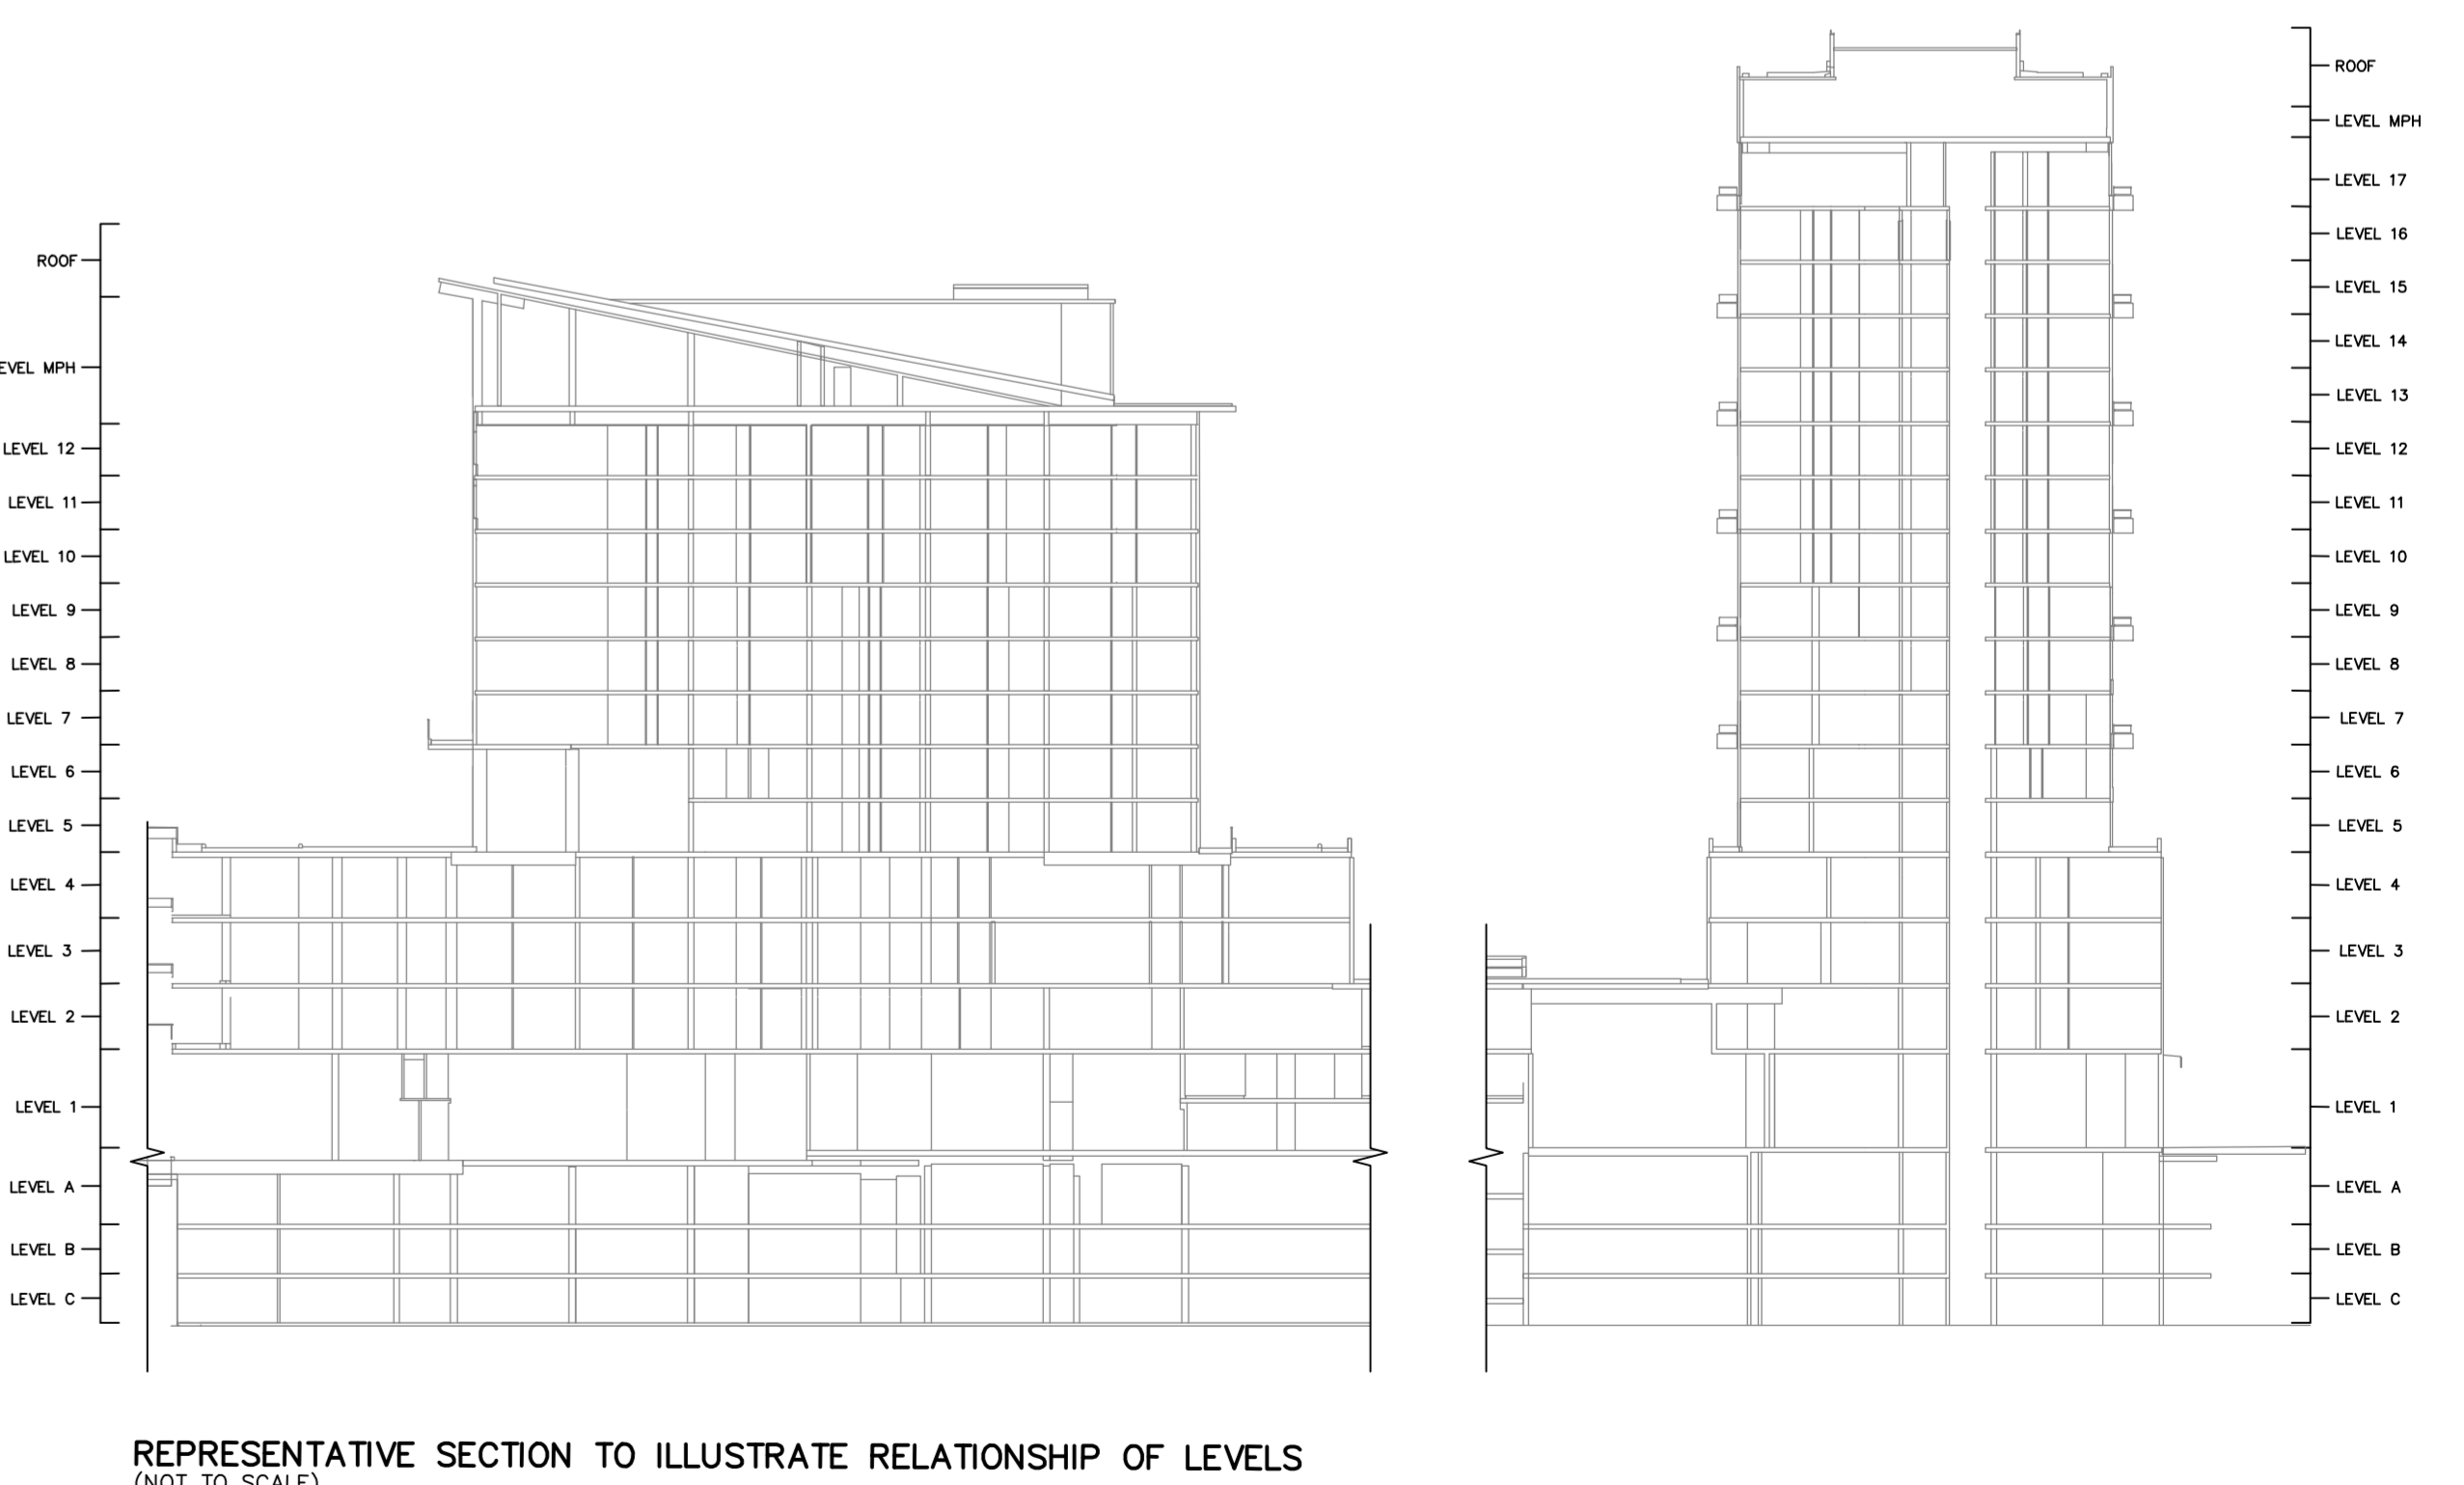 ROOF
EVEL MPH
LEVEL 12
LEVEL 11
LEVEL 10
LEVEL 9
LEVEL 8
LEVEL 7
LEVEL 6
LEVEL 5
LEVEL 4
LEVEL 3
LEVEL 2
LEVEL 1
LEVEL A
LEVEL B
LEVEL C
ROOF
LEVEL MPH
LEVEL 17
LEVEL 16
LEVEL 15
LEVEL 14
LEVEL 13
LEVEL 12
LEVEL 11
LEVEL 10
LEVEL 9
LEVEL 8
LEVEL 7
LEVEL 6
LEVEL 5
LEVEL 4
LEVEL 3
LEVEL 2
LEVEL 1
LEVEL A
LEVEL B
LEVEL C
REPRESENTATIVE SECTION TO ILLUSTRATE RELATIONSHIP OF LEVELS
(NOT TO SCALE)